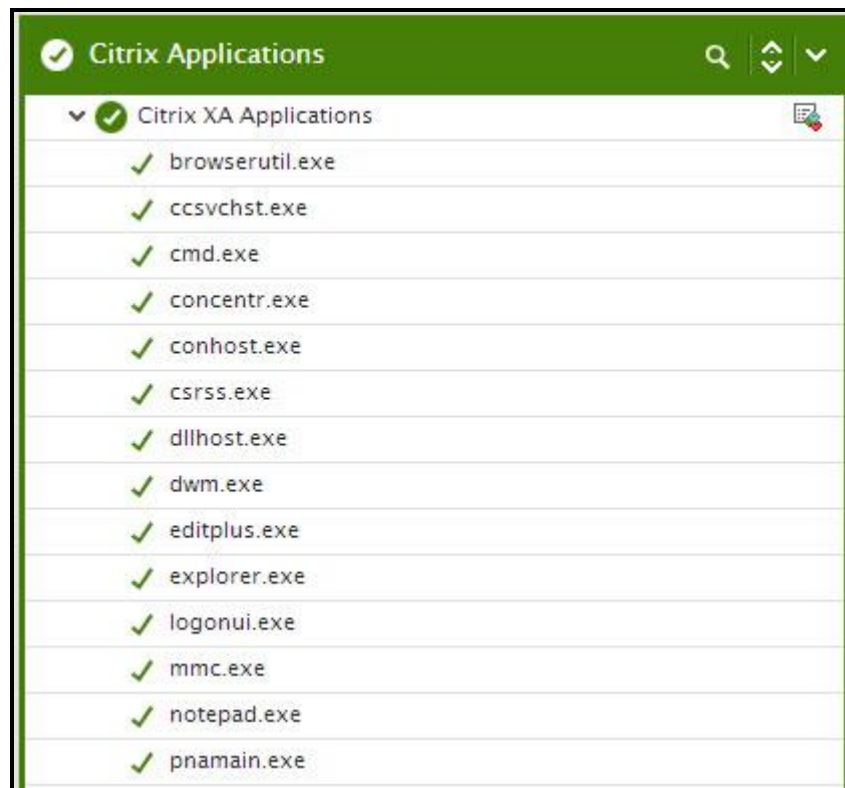 Citrix Applications
Citrix XA Applications
browserutil.exe
ccsvchst.exe
cmd.exe
concentr.exe
conhost.exe
csrss.exe
dllhost.exe
dwm.exe
editplus.exe
explorer.exe
logonui.exe
mmc.exe
notepad.exe
pnamain.exe